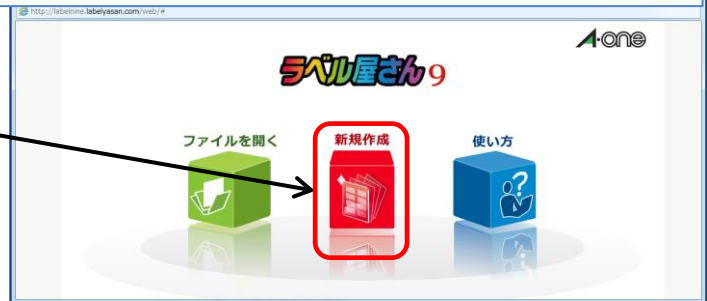 http://labelnine.labelyasan.com/web/#
A-one
ラベル屋さん9
ファイルを開く
新規作成
使い方
?